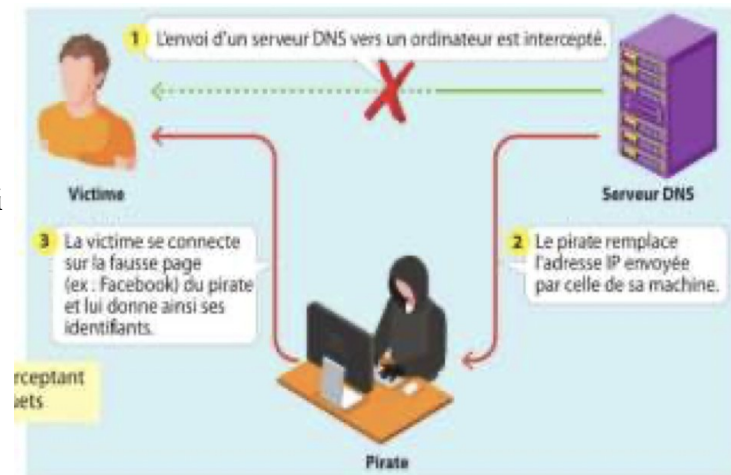 1 L'envoi d'un serveur DNS vers un ordinateur est intercepté.
Victime
Serveur DNS
i
3 La victime se connecte
sur la fausse page
(ex : Facebook) du pirate
et lui donne ainsi ses
identifiants.
2 Le pirate remplace
l'adresse IP envoyée
par celle de sa machine.
rceptant
uets
Pirate